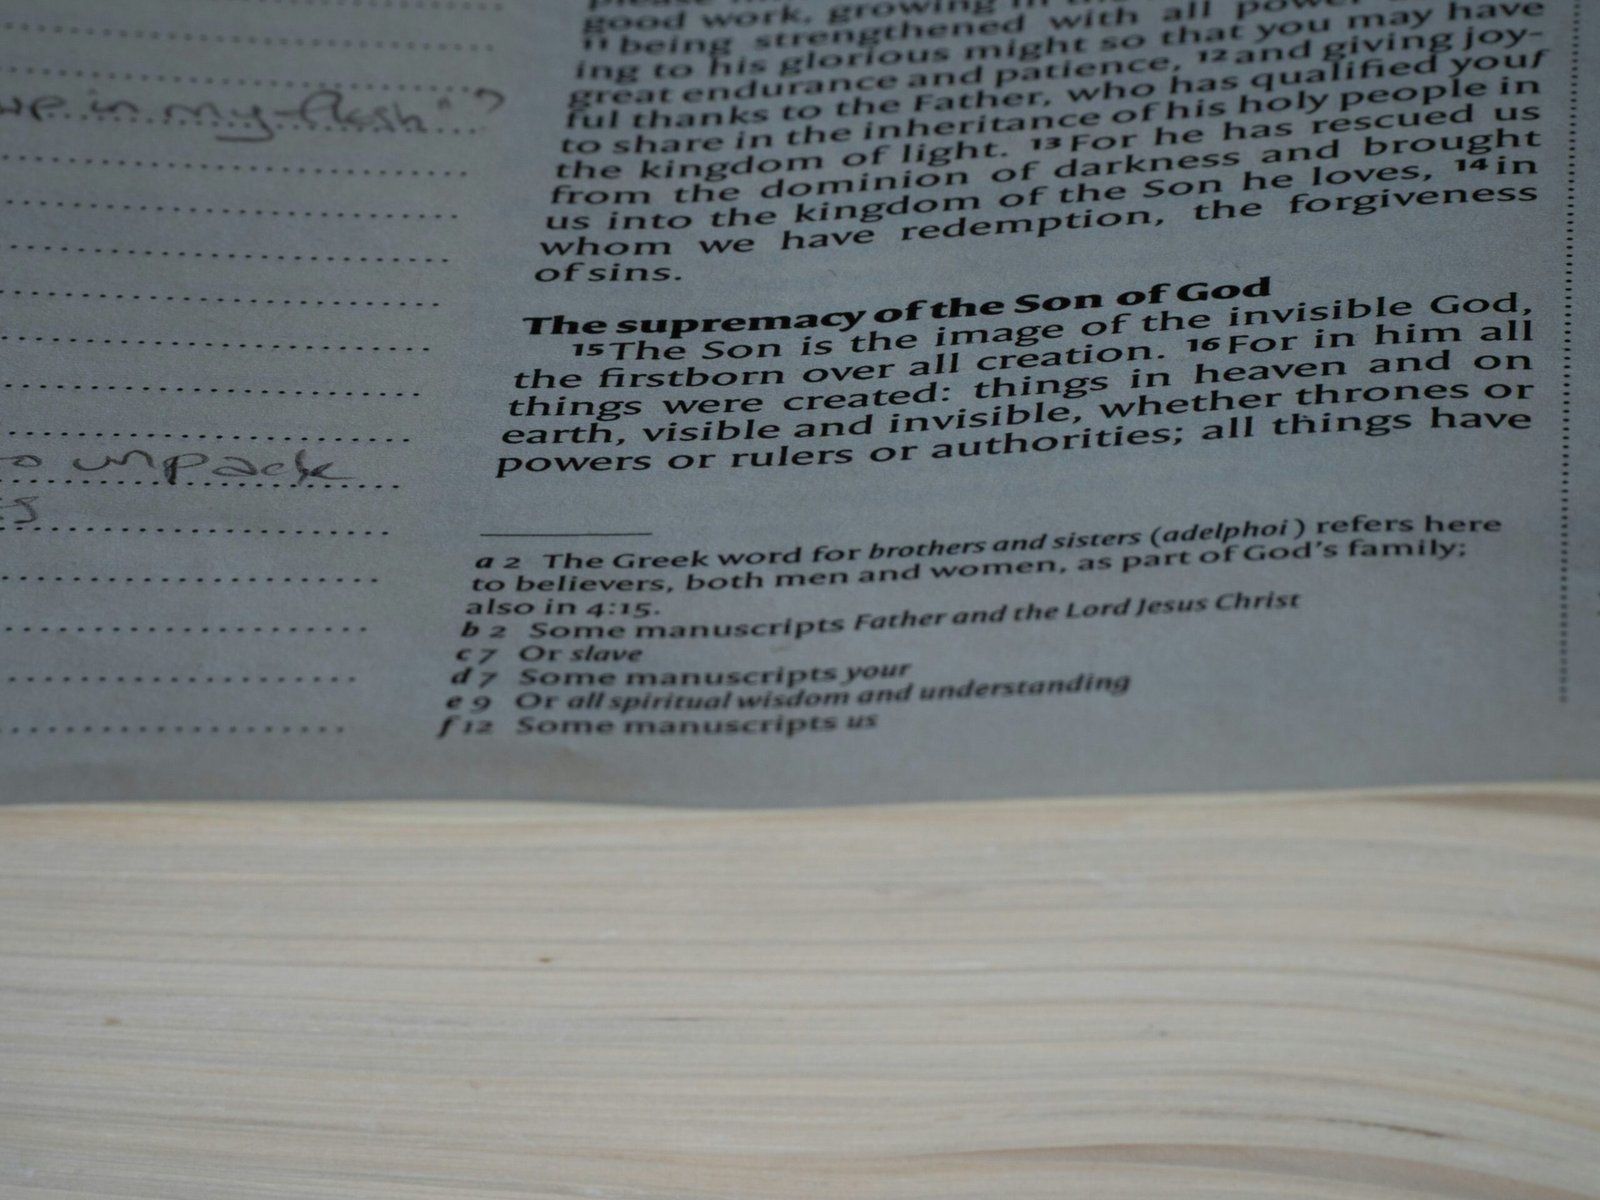 up in my flesh"?
to unpack
good work, growing in the
11 being strengthened with all power
ing to his glorious might so that you may have
great endurance and patience, 12 and giving joy-
ful thanks to the Father, who has qualified you f
to share in the inheritance of his holy people in
the kingdom of light. 13 For he has rescued us
from the dominion of darkness and brought
us into the kingdom of the Son he loves, 14 in
whom we have redemption, the forgiveness
of sins.
The supremacy of the Son of God
15 The Son is the image of the invisible God,
the firstborn over all creation. 16 For in him all
things were created: things in heaven and on
earth, visible and invisible, whether thrones or
powers or rulers or authorities; all things have
a 2 The Greek word for brothers and sisters (adelphoi) refers here
to believers, both men and women, as part of God's family;
also in 4:15.
b 2 Some manuscripts Father and the Lord Jesus Christ
c 7 Or slave
d 7 Some manuscripts your
e 9 Or all spiritual wisdom and understanding
f 12 Some manuscripts us